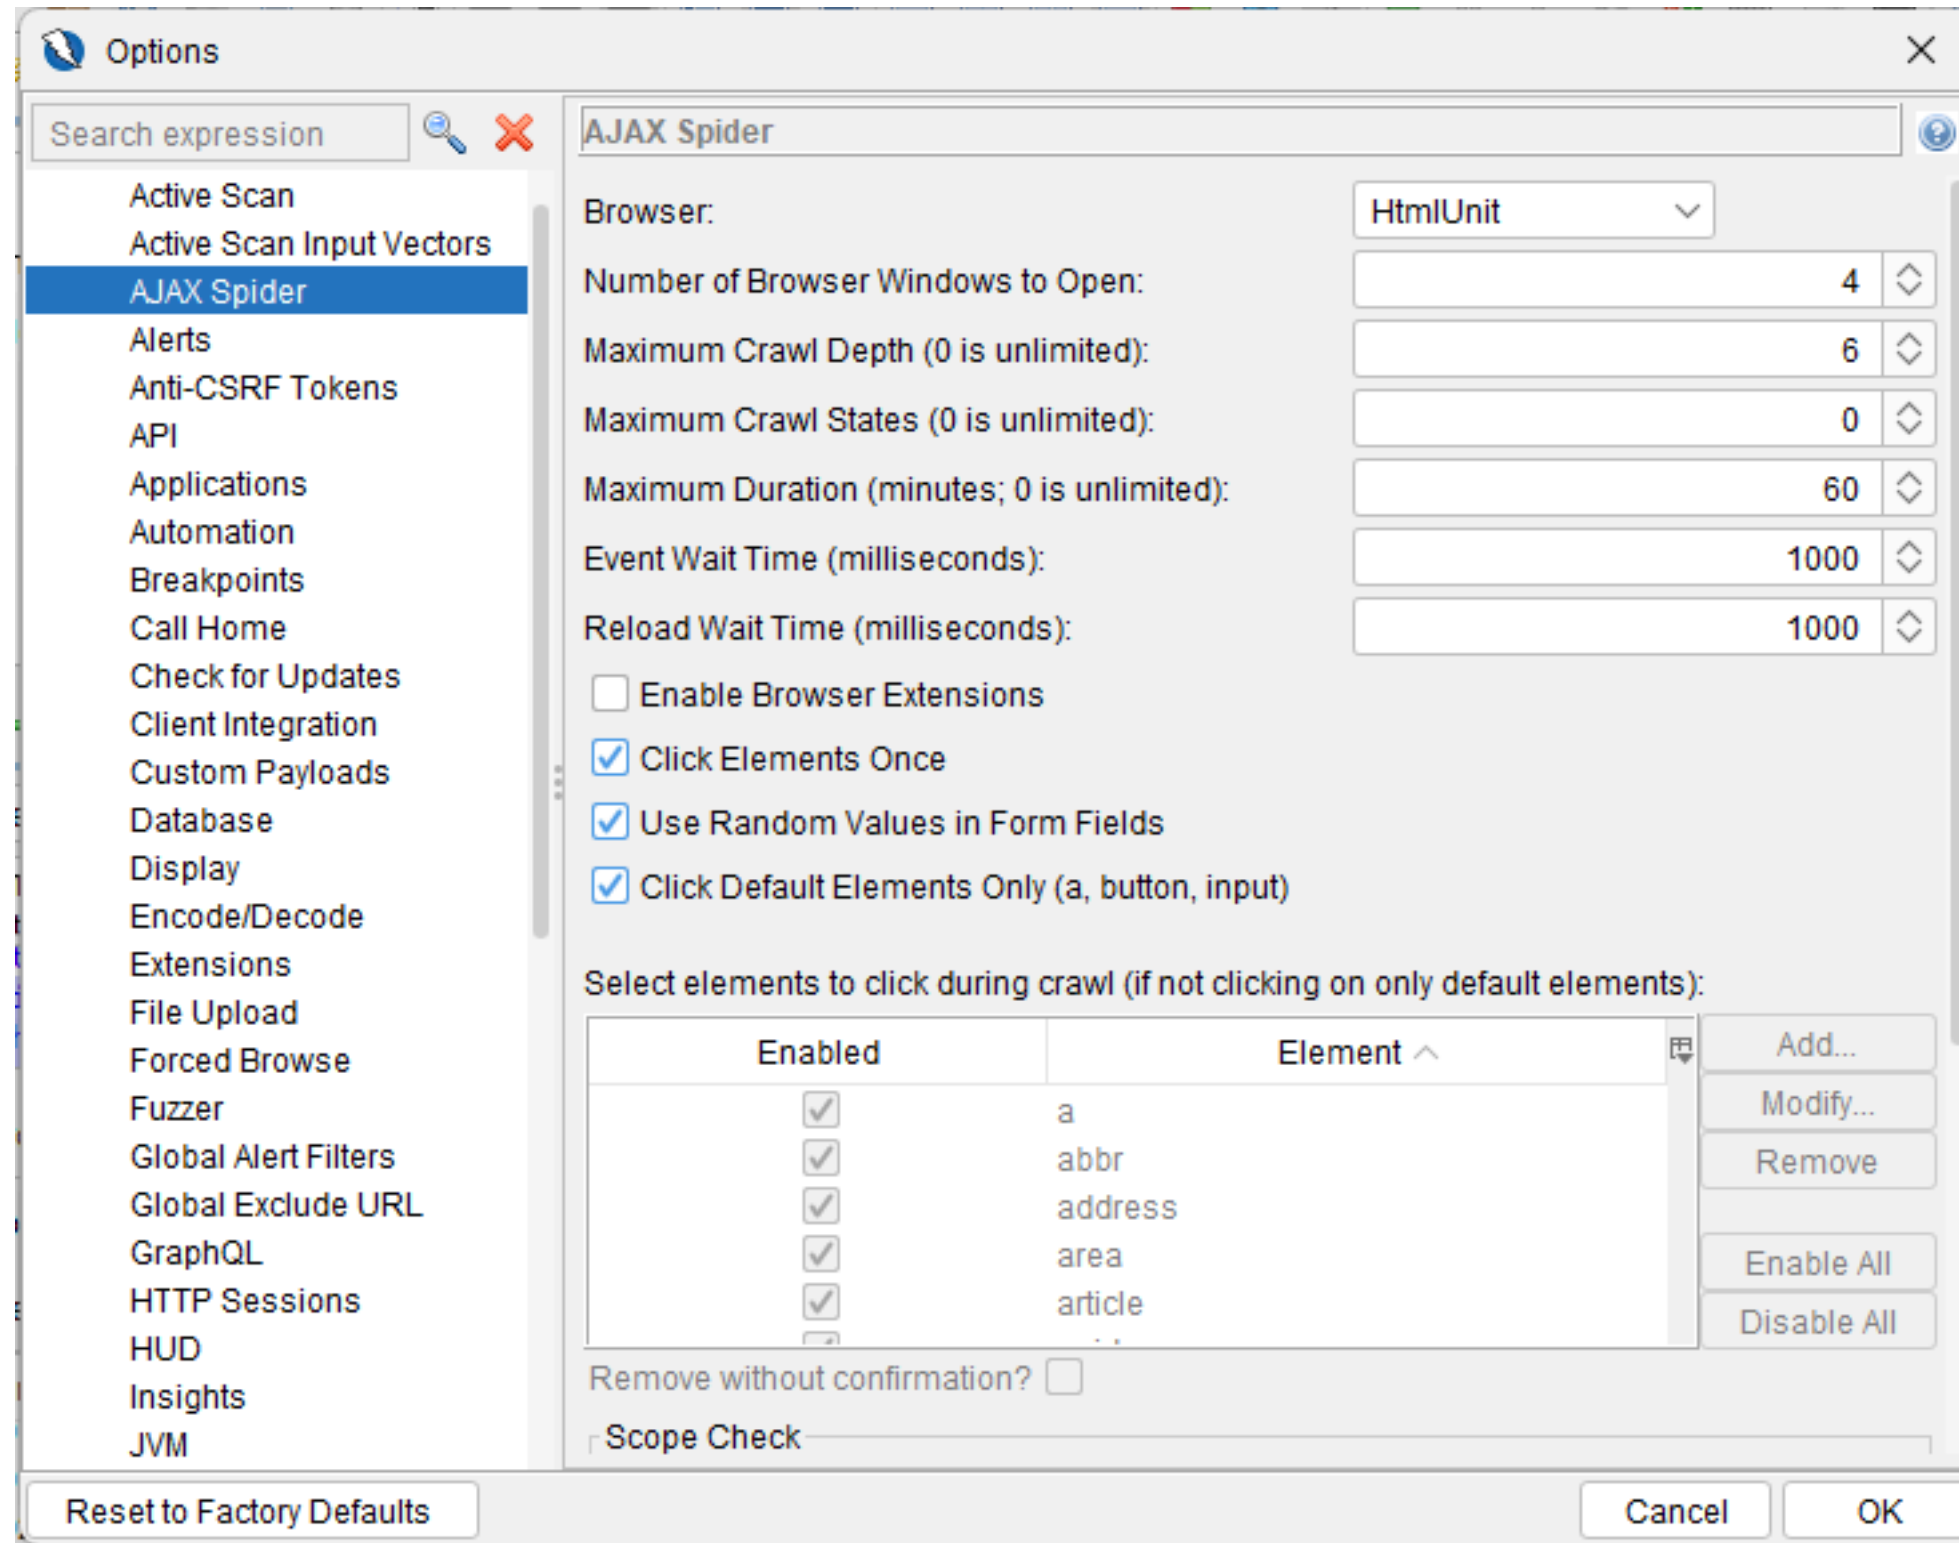 Options
Search expression
Active Scan
Active Scan Input Vectors
AJAX Spider
Alerts
Anti-CSRF Tokens
API
Applications
Automation
Breakpoints
Call Home
Check for Updates
Client Integration
Custom Payloads
Database
Display
Encode/Decode
Extensions
File Upload
Forced Browse
Fuzzer
Global Alert Filters
Global Exclude URL
GraphQL
HTTP Sessions
HUD
Insights
JVM
AJAX Spider
Browser: HtmlUnit
Number of Browser Windows to Open: 4
Maximum Crawl Depth (0 is unlimited): 6
Maximum Crawl States (0 is unlimited): 0
Maximum Duration (minutes; 0 is unlimited): 60
Event Wait Time (milliseconds): 1000
Reload Wait Time (milliseconds): 1000
Enable Browser Extensions
Click Elements Once
Use Random Values in Form Fields
Click Default Elements Only (a, button, input)
Select elements to click during crawl (if not clicking on only default elements):
Enabled Element
a
abbr
address
area
article
Add...
Modify...
Remove
Enable All
Disable All
Remove without confirmation?
Scope Check
Reset to Factory Defaults
Cancel
OK